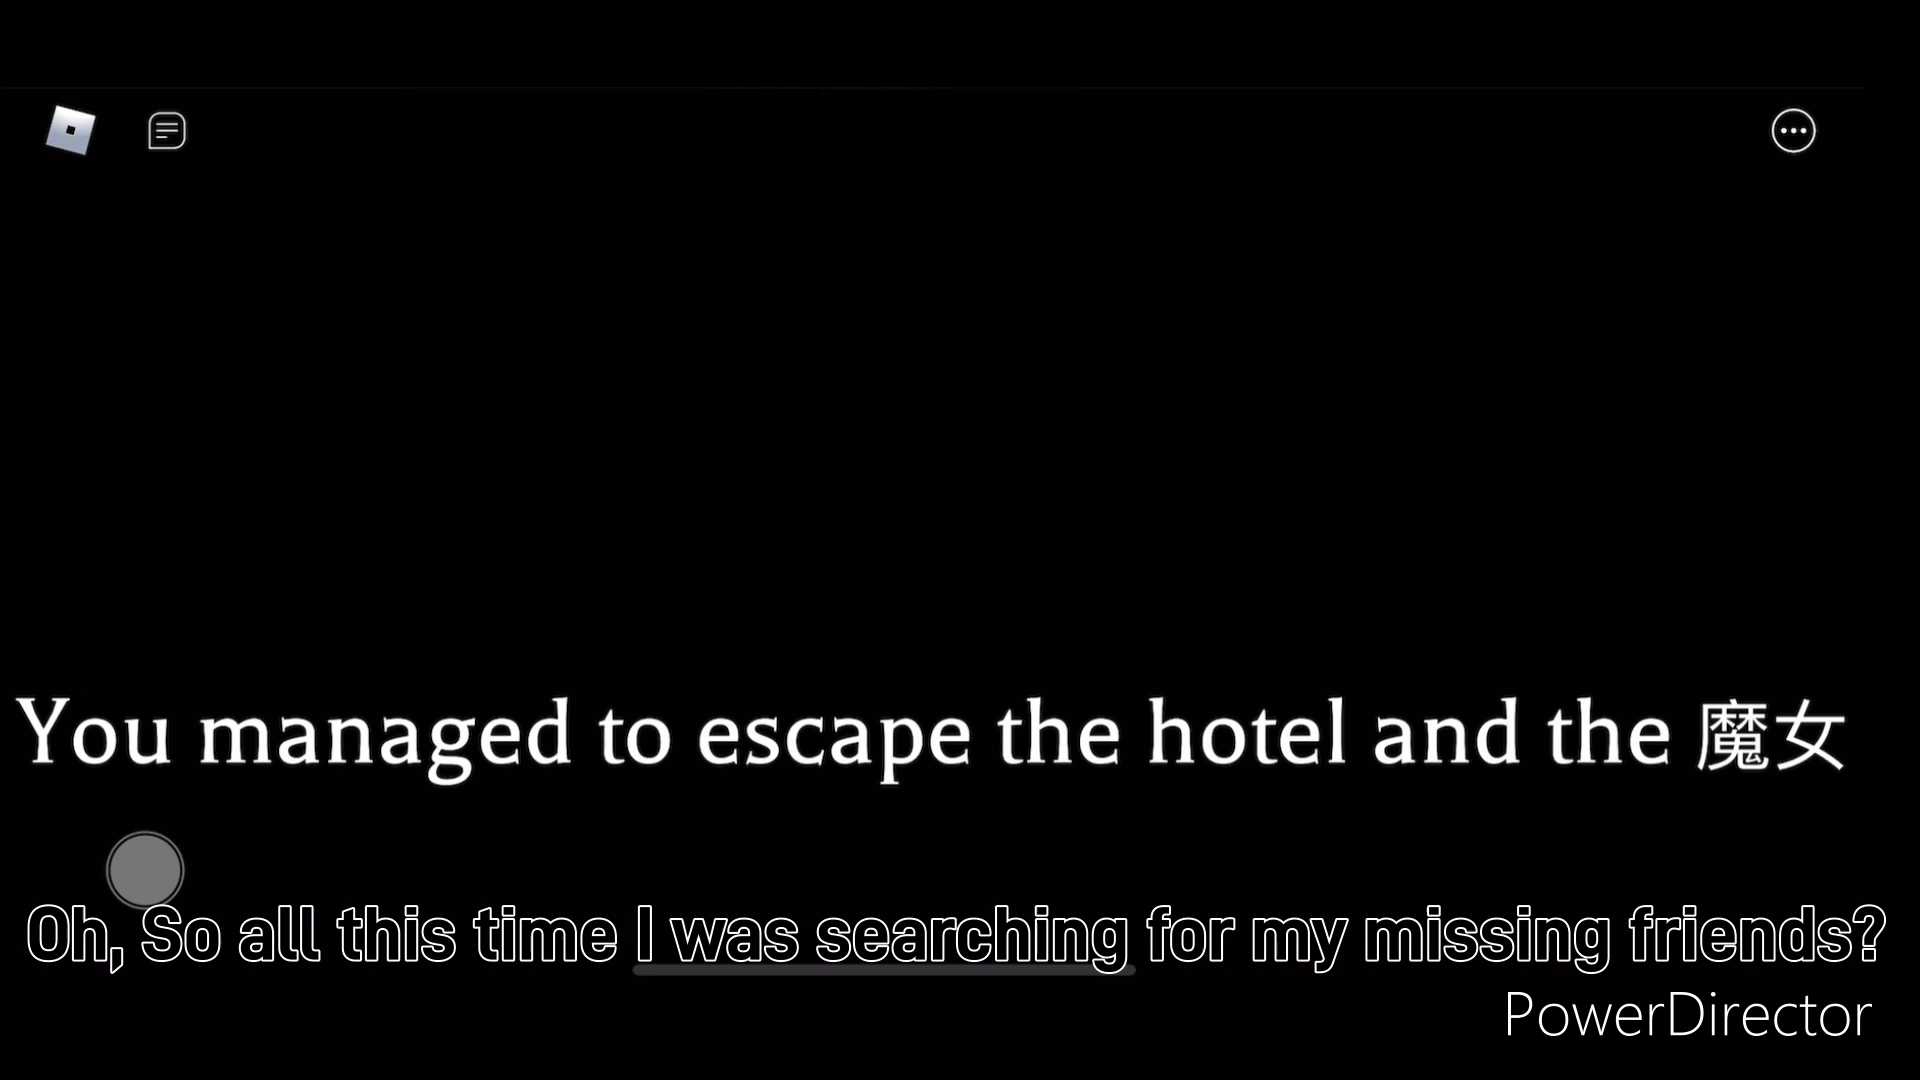 You managed to escape the hotel and the 魔女
Oh, So all this time I was searching for my missing friends?
PowerDirector